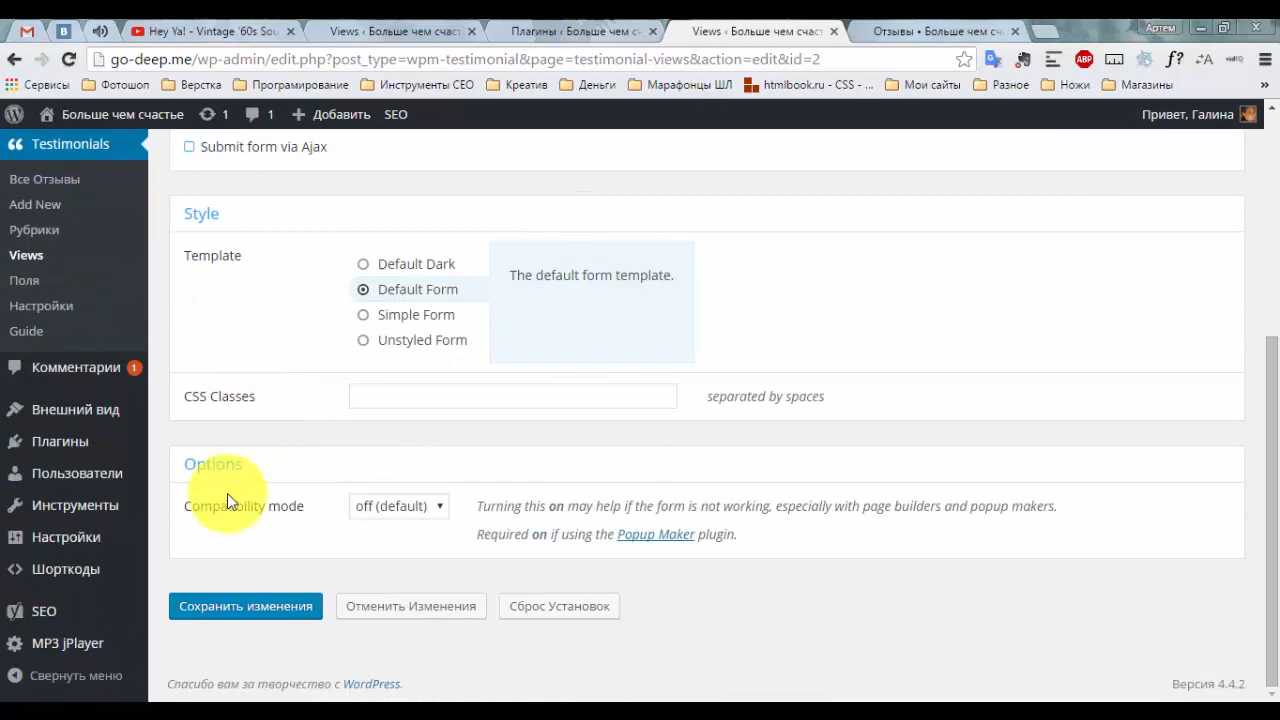 Hey Ya! - Vintage '60s Sou
Views ‹ Больше чем счаст
Плагины ‹ Больше чем сч
Views ‹ Больше чем счаст
Отзывы • Больше чем сч
Артем
go-deep.me/wp-admin/edit.php?post_type=wpm-testimonial&page=testimonial-views&action=edit&id=2
Сервисы
Фотошоп
Верстка
Програмирование
Инструменты СЕО
Креатив
Деньги
Марафонцы ШЛ
htmlbook.ru - CSS - ...
Мои сайты
Разное
Ножи
Магазины
Больше чем счастье
1
1
Добавить
SEO
Привет, Галина
Testimonials
Все Отзывы
Add New
Рубрики
Views
Поля
Настройки
Guide
Комментарии 1
Внешний вид
Плагины
Пользователи
Инструменты
Настройки
Шорткоды
SEO
MP3 jPlayer
Свернуть меню
Submit form via Ajax
Style
Template
Default Dark
Default Form
Simple Form
Unstyled Form
The default form template.
CSS Classes
separated by spaces
Options
Compatibility mode
off (default)
Turning this on may help if the form is not working, especially with page builders and popup makers.
Required on if using the Popup Maker plugin.
Сохранить изменения
Отменить Изменения
Сброс Установок
Спасибо вам за творчество с WordPress.
Версия 4.4.2